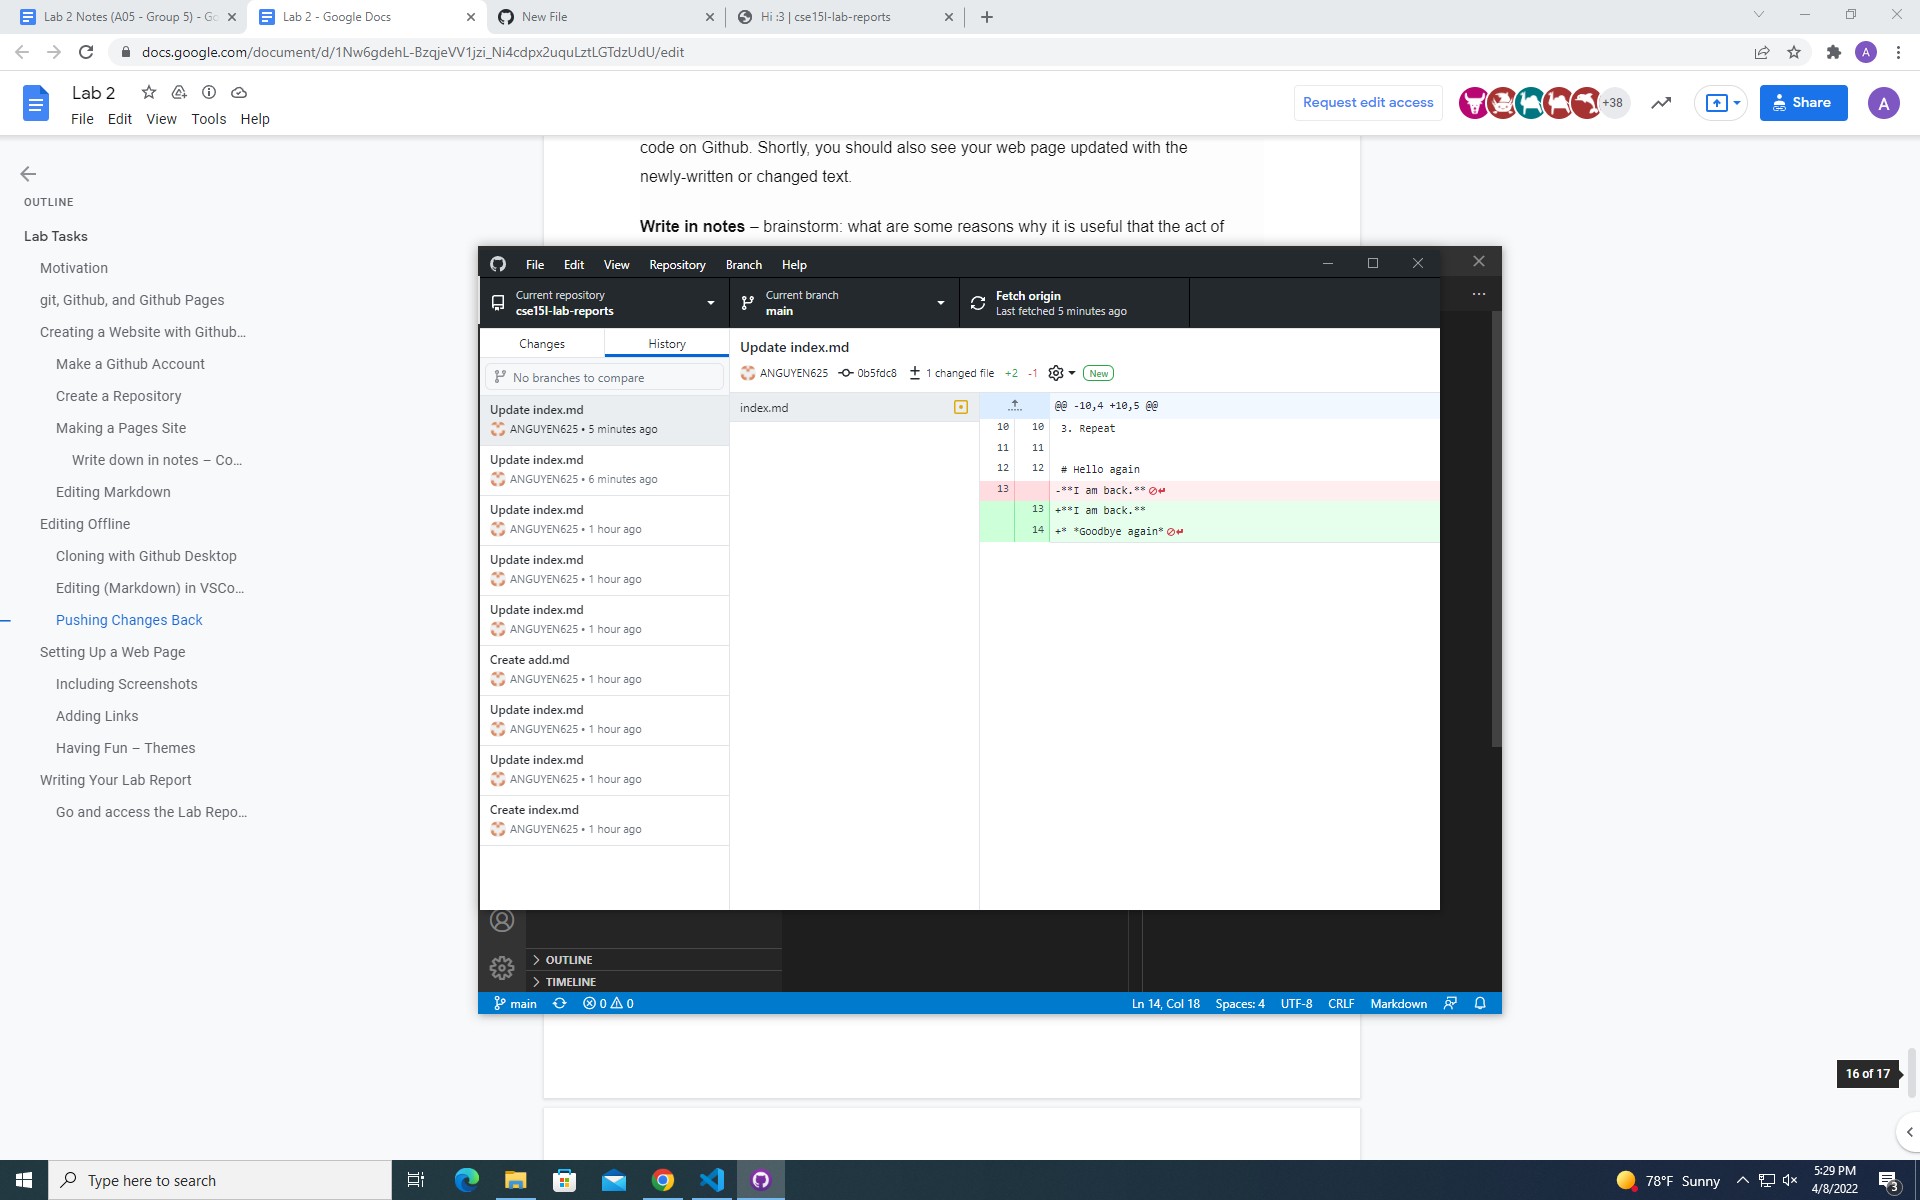 Lab 2 Notes (A05 - Group 5) - Go
Lab 2 - Google Docs
New File
Hi :3 | cse15l-lab-reports
docs.google.com/document/d/1Nw6gdehL-BzqjeVV1jzi_Ni4cdpx2uquLztLGTdzUdU/edit
A
Lab 2
File Edit View Tools Help
Request edit access
+38
Share
A
OUTLINE
Lab Tasks
Motivation
git, Github, and Github Pages
Creating a Website with Github...
Make a Github Account
Create a Repository
Making a Pages Site
Write down in notes – Co...
Editing Markdown
Editing Offline
Cloning with Github Desktop
Editing (Markdown) in VSCo...
Pushing Changes Back
Setting Up a Web Page
Including Screenshots
Adding Links
Having Fun – Themes
Writing Your Lab Report
Go and access the Lab Repo...
code on Github. Shortly, you should also see your web page updated with the
newly-written or changed text.
Write in notes – brainstorm: what are some reasons why it is useful that the act of
File Edit View Repository Branch Help
Current repository
cse15l-lab-reports
Current branch
main
Fetch origin
Last fetched 5 minutes ago
Changes
History
No branches to compare
Update index.md
ANGUYEN625 • 5 minutes ago
Update index.md
ANGUYEN625 • 6 minutes ago
Update index.md
ANGUYEN625 • 1 hour ago
Update index.md
ANGUYEN625 • 1 hour ago
Update index.md
ANGUYEN625 • 1 hour ago
Create add.md
ANGUYEN625 • 1 hour ago
Update index.md
ANGUYEN625 • 1 hour ago
Update index.md
ANGUYEN625 • 1 hour ago
Create index.md
ANGUYEN625 • 1 hour ago
Update index.md
ANGUYEN625 0b5fdc8 1 changed file +2 -1 New
index.md
@@ -10,4 +10,5 @@
10 10 3. Repeat
11 11
12 12 # Hello again
13 -**I am back.**
13 +**I am back.**
14 +* *Goodbye again*
OUTLINE
TIMELINE
main 0 0
Ln 14, Col 18 Spaces: 4 UTF-8 CRLF Markdown
16 of 17
Type here to search
78°F Sunny
5:29 PM
4/8/2022
3